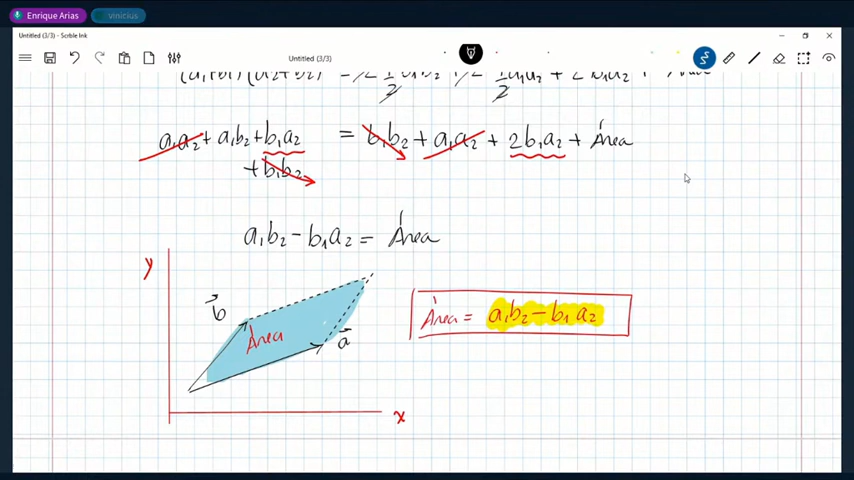 Enrique Arias
Vinicius
Untitled (3/3) - Scrble Ink
Untitled (3/3)
a₁a₂ + a₁b₂ + b₁a₂ = b₁b₂ + a₁a₂ + 2b₁a₂ + Área
+ b₁b₂
a₁b₂ - b₁a₂ = Área
y
b
Área
a
Área = a₁b₂ - b₁a₂
x